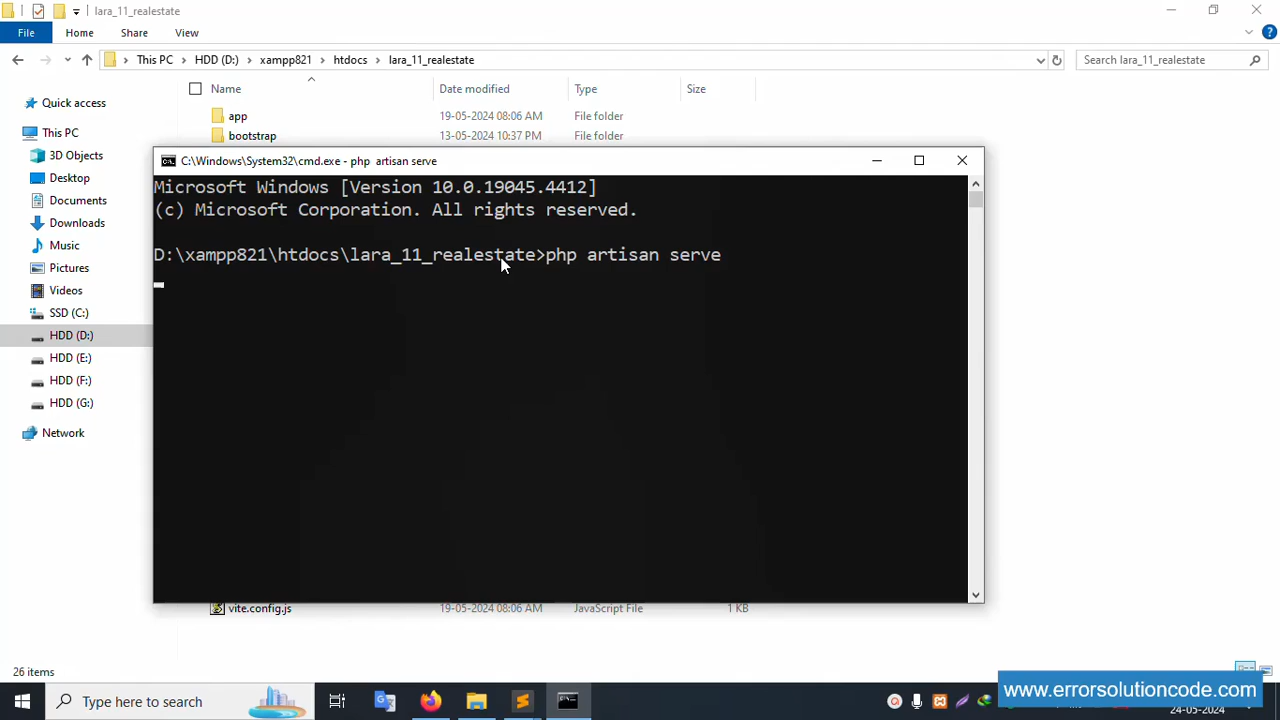 lara_11_realestate
File
Home
Share
View
This PC
HDD (D:)
xampp821
htdocs
lara_11_realestate
Search lara_11_realestate
Name
Date modified
Type
Size
Quick access
This PC
3D Objects
Desktop
Documents
Downloads
Music
Pictures
Videos
SSD (C:)
HDD (D:)
HDD (E:)
HDD (F:)
HDD (G:)
Network
app 19-05-2024 08:06 AM File folder
bootstrap 13-05-2024 10:37 PM File folder
C:\Windows\System32\cmd.exe - php artisan serve
Microsoft Windows [Version 10.0.19045.4412]
(c) Microsoft Corporation. All rights reserved.
D:\xampp821\htdocs\lara_11_realestate>php artisan serve
vite.config.js 19-05-2024 08:06 AM JavaScript File 1 KB
26 items
Type here to search
www.errorsolutioncode.com
24-05-2024